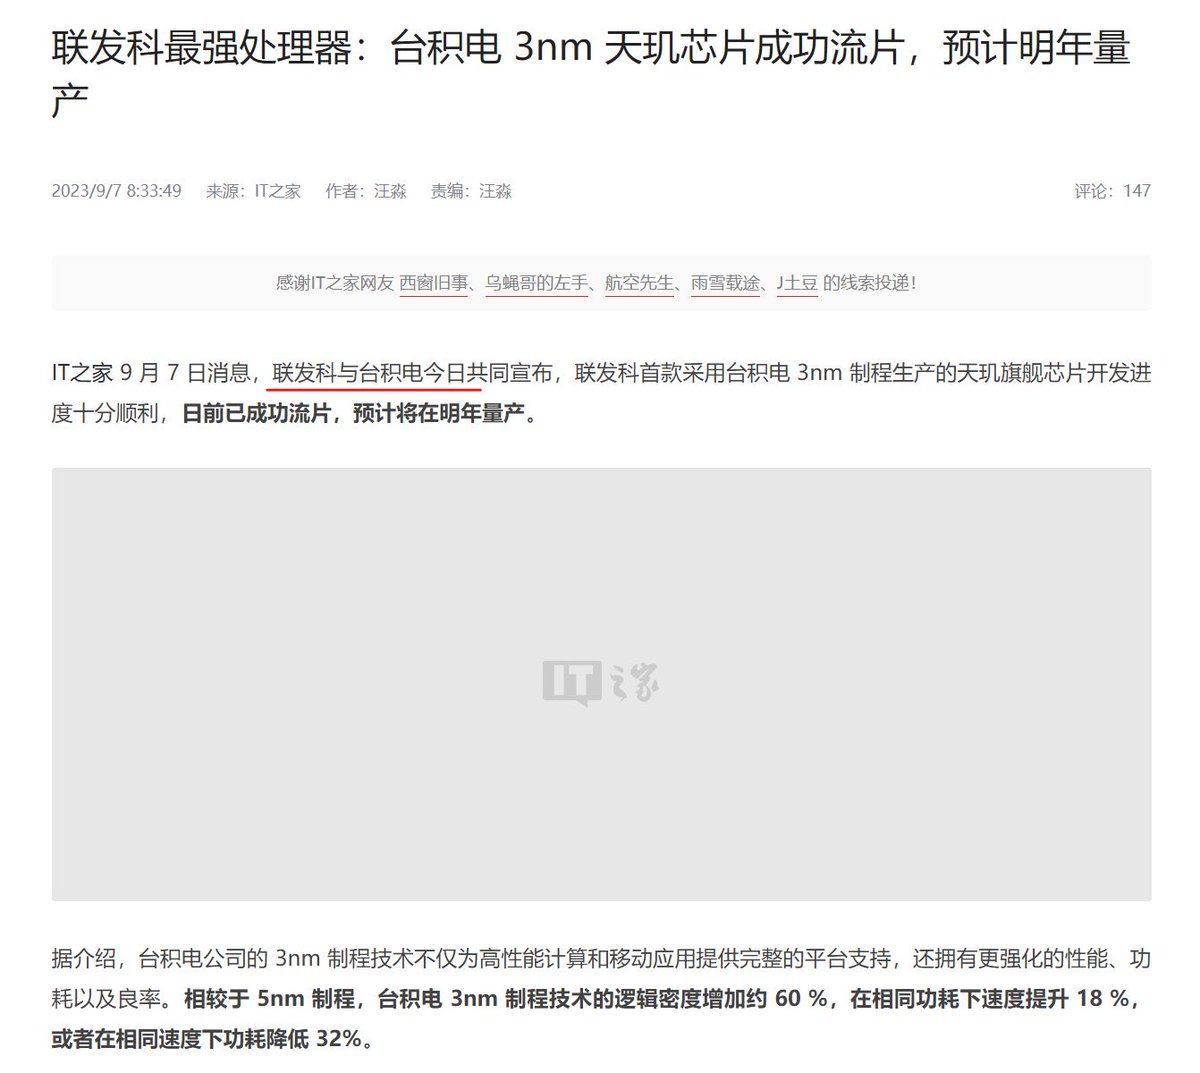 联发科最强处理器：台积电 3nm 天玑芯片成功流片，预计明年量
产
2023/9/7 8:33:49 来源：IT之家 作者：汪淼 责编：汪淼 评论：147
感谢IT之家网友 西窗旧事、乌蝇哥的左手、航空先生、雨雪载途、J土豆 的线索投递！
IT之家 9 月 7 日消息，联发科与台积电今日共同宣布，联发科首款采用台积电 3nm 制程生产的天玑旗舰芯片开发进
度十分顺利，日前已成功流片，预计将在明年量产。
IT之家
据介绍，台积电公司的 3nm 制程技术不仅为高性能计算和移动应用提供完整的平台支持，还拥有更强化的性能、功
耗以及良率。相较于 5nm 制程，台积电 3nm 制程技术的逻辑密度增加约 60 %，在相同功耗下速度提升 18 %，
或者在相同速度下功耗降低 32%。